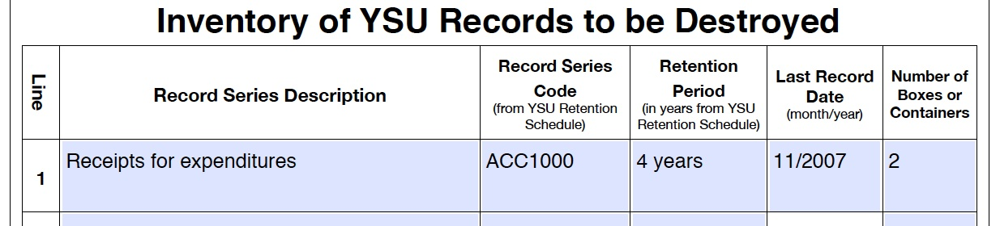 Inventory of YSU Records to be Destroyed
Line
Record Series Description
Record Series
Code
(from YSU Retention
Schedule)
Retention
Period
(in years from YSU
Retention Schedule)
Last Record
Date
(month/year)
Number of
Boxes or
Containers
1
Receipts for expenditures
ACC1000
4 years
11/2007
2